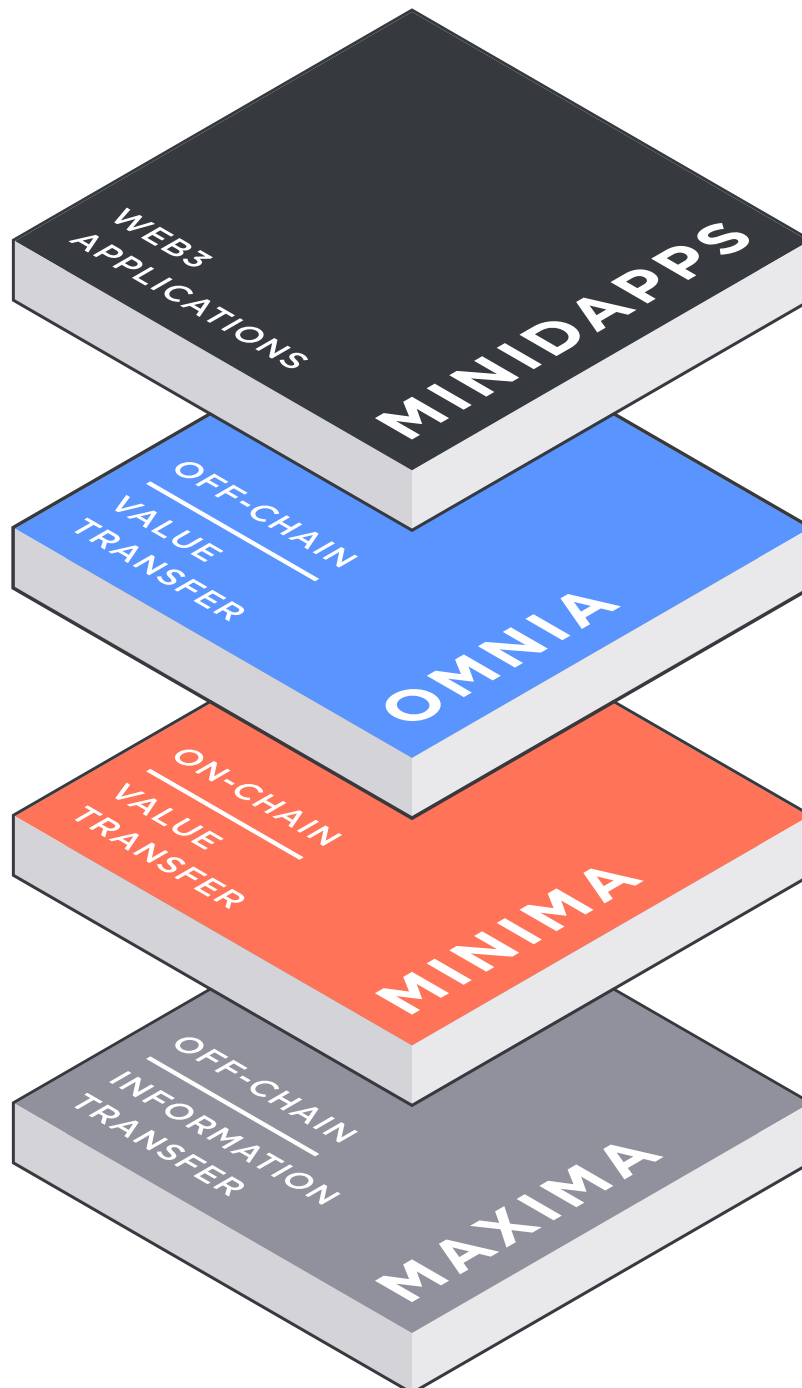 WEB3
APPLICATIONS
MINIDAPPS
OFF-CHAIN
VALUE
TRANSFER
OMNIA
ON-CHAIN
VALUE
TRANSFER
MINIMA
OFF-CHAIN
INFORMATION
TRANSFER
MAXIMA